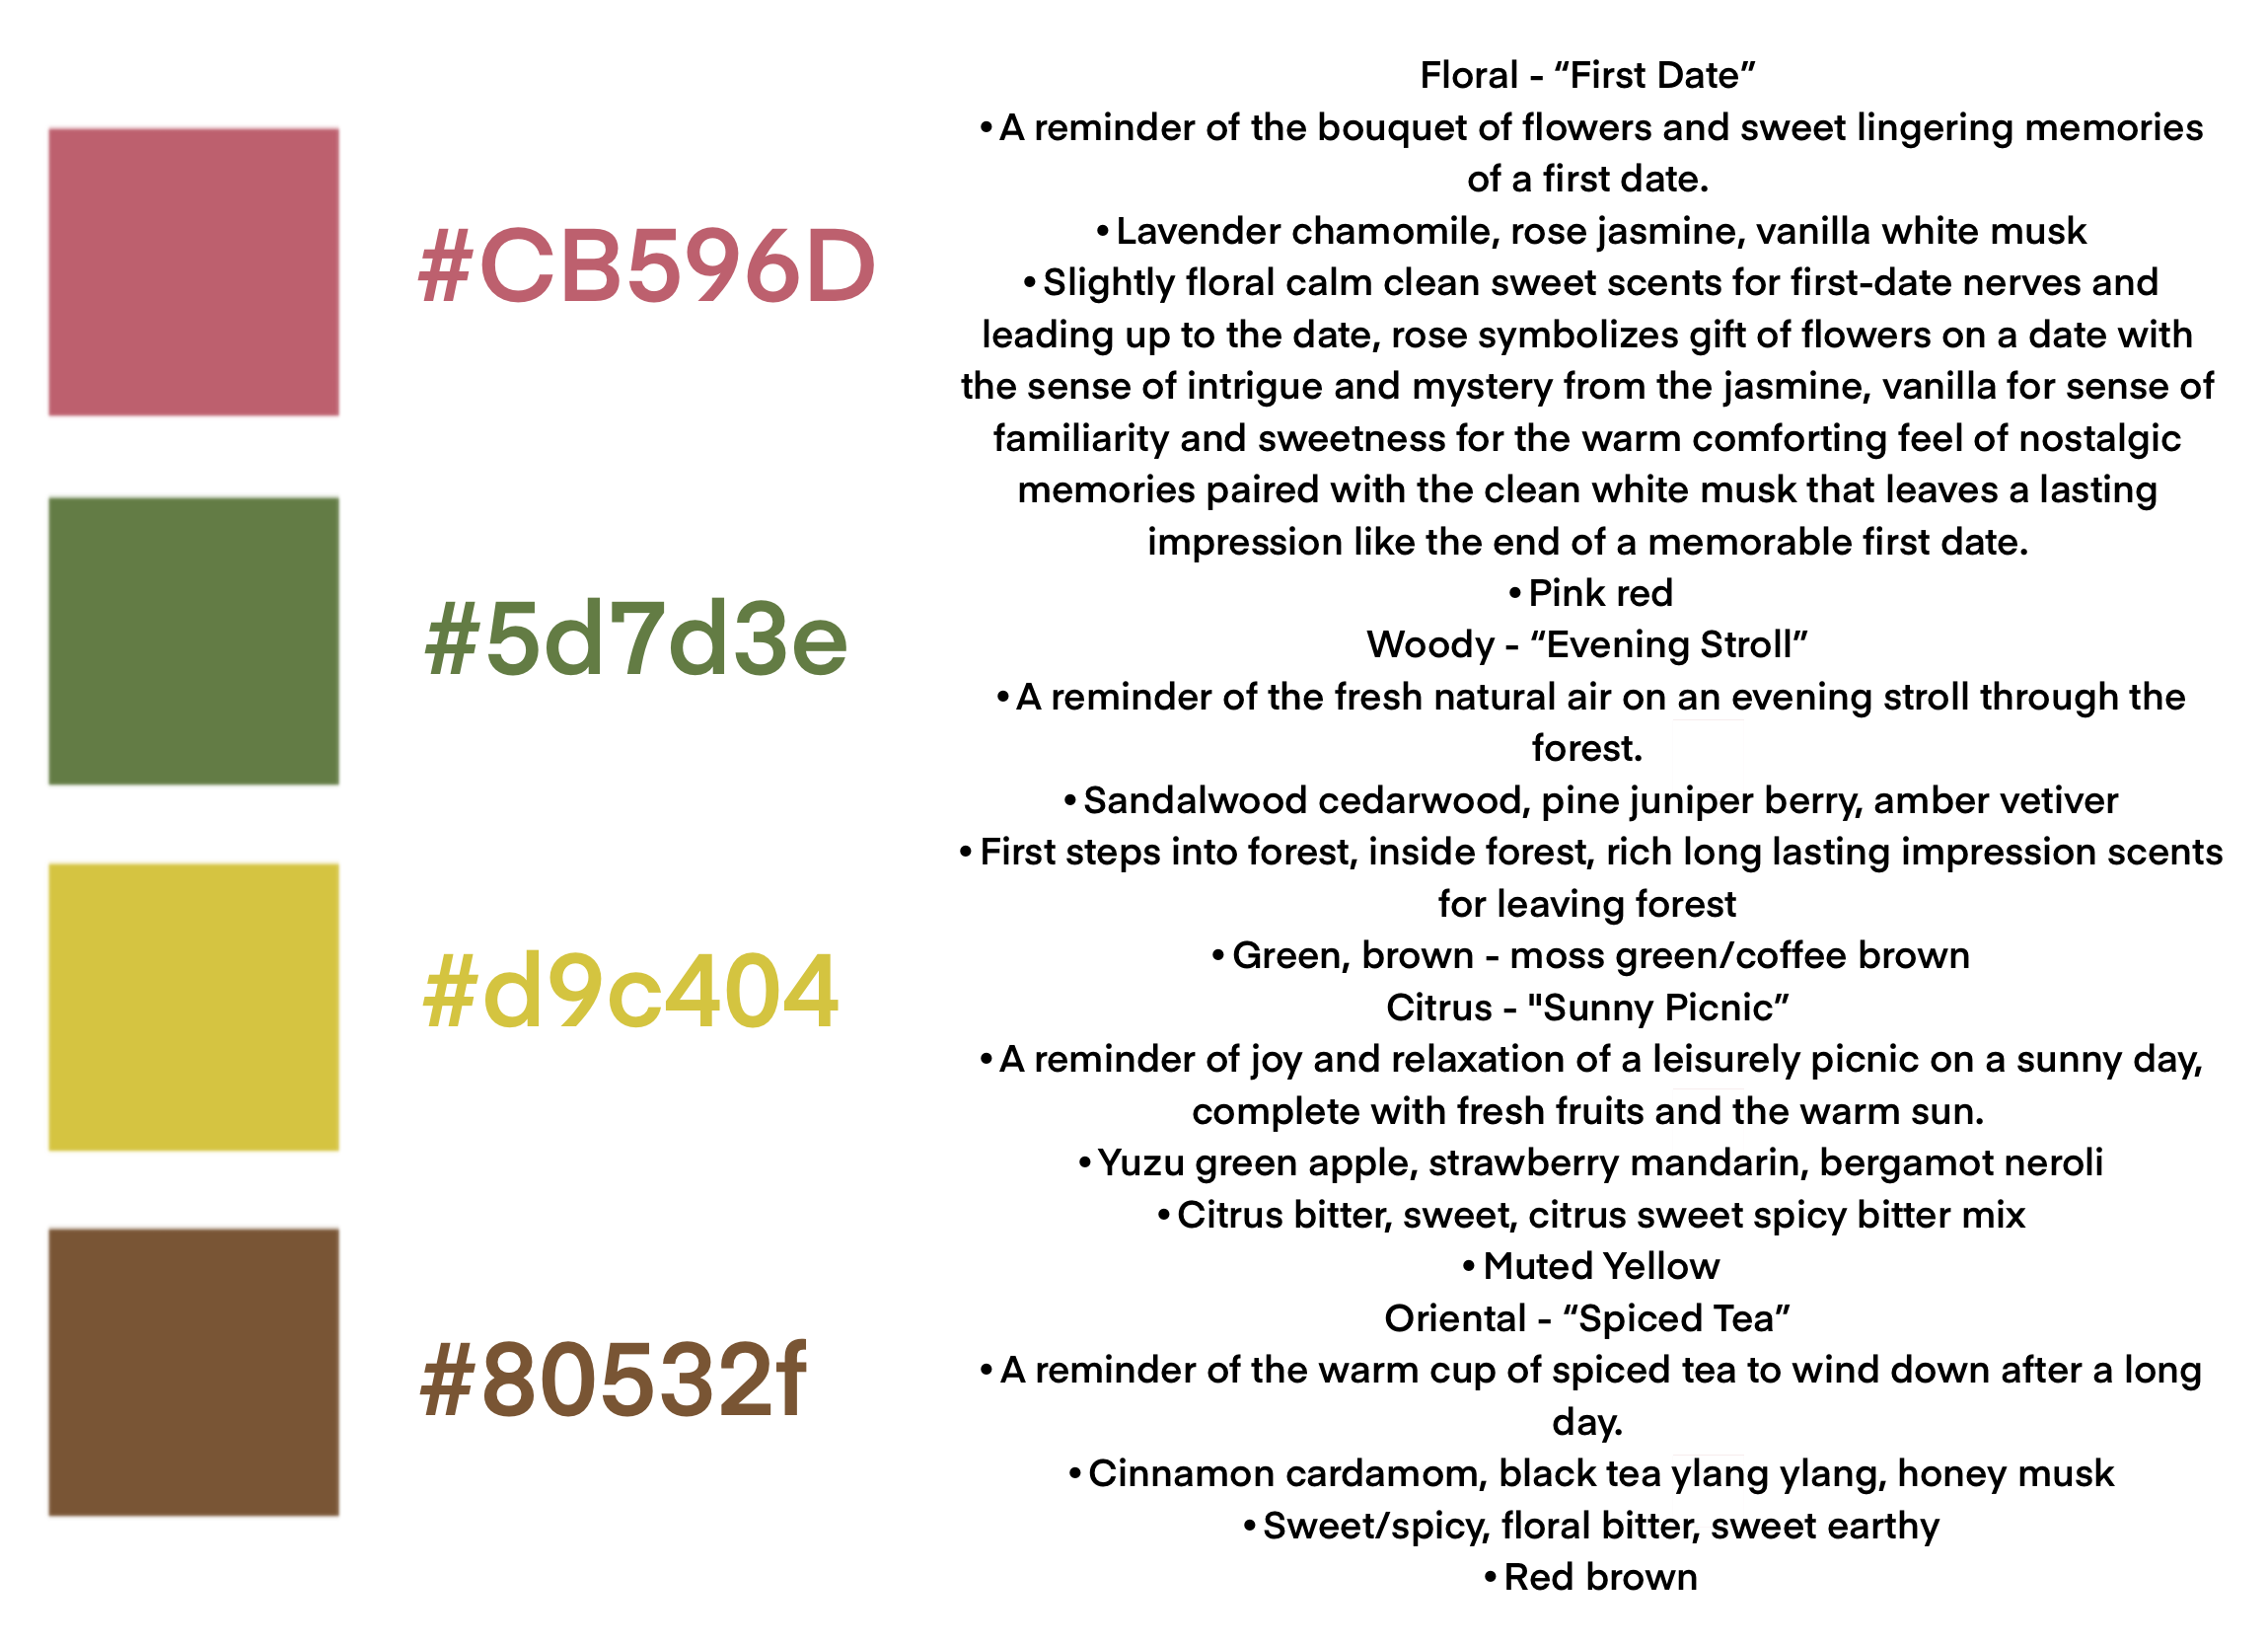 #CB596D
#5d7d3e
#d9c404
#80532f
Floral - “First Date”
•A reminder of the bouquet of flowers and sweet lingering memories
of a first date.
•Lavender chamomile, rose jasmine, vanilla white musk
•Slightly floral calm clean sweet scents for first-date nerves and
leading up to the date, rose symbolizes gift of flowers on a date with
the sense of intrigue and mystery from the jasmine, vanilla for sense of
familiarity and sweetness for the warm comforting feel of nostalgic
memories paired with the clean white musk that leaves a lasting
impression like the end of a memorable first date.
•Pink red
Woody - “Evening Stroll”
•A reminder of the fresh natural air on an evening stroll through the
forest.
•Sandalwood cedarwood, pine juniper berry, amber vetiver
•First steps into forest, inside forest, rich long lasting impression scents
for leaving forest
•Green, brown - moss green/coffee brown
Citrus - "Sunny Picnic”
•A reminder of joy and relaxation of a leisurely picnic on a sunny day,
complete with fresh fruits and the warm sun.
•Yuzu green apple, strawberry mandarin, bergamot neroli
•Citrus bitter, sweet, citrus sweet spicy bitter mix
•Muted Yellow
Oriental - “Spiced Tea”
•A reminder of the warm cup of spiced tea to wind down after a long
day.
•Cinnamon cardamom, black tea ylang ylang, honey musk
•Sweet/spicy, floral bitter, sweet earthy
•Red brown